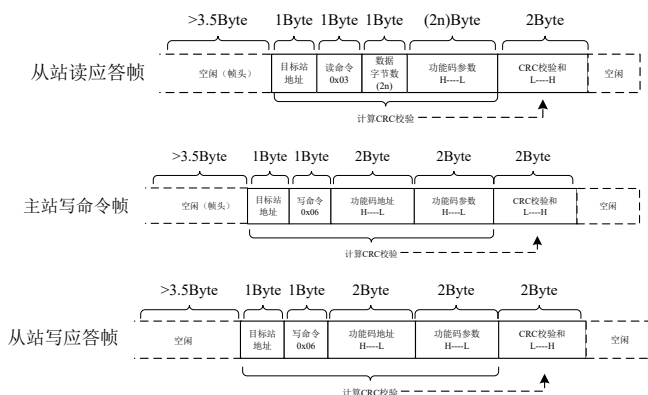 >3.5Byte 1Byte 1Byte 1Byte (2n)Byte 2Byte
从站读应答帧 空闲（帧头） 目标站 地址 读命令 0x03 数据 字节数 (2n) 功能码参数 H----L CRC校验和 L----H 空闲
计算CRC校验
>3.5Byte 1Byte 1Byte 2Byte 2Byte 2Byte
主站写命令帧 空闲（帧头） 目标站 地址 写命令 0x06 功能码地址 H----L 功能码参数 H----L CRC校验和 L----H 空闲
计算CRC校验
>3.5Byte 1Byte 1Byte 2Byte 2Byte 2Byte
从站写应答帧 空闲 目标站 地址 写命令 0x06 功能码地址 H----L 功能码参数 H----L CRC校验和 L----H 空闲
计算CRC校验